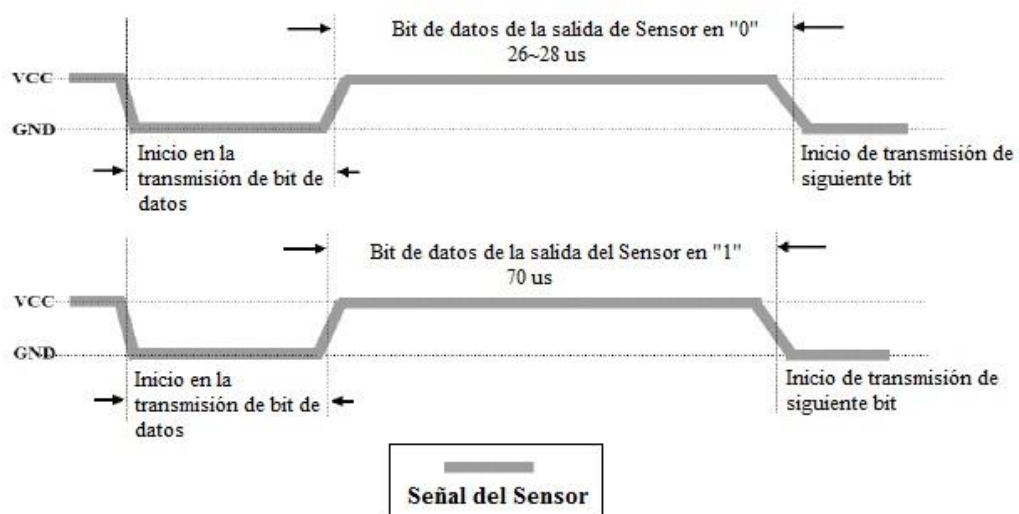 Bit de datos de la salida de Sensor en "0"
26~28 us
VCC
GND
Inicio en la
transmisión de bit de
datos
Inicio de transmisión de
siguiente bit
Bit de datos de la salida del Sensor en "1"
70 us
VCC
GND
Inicio en la
transmisión de bit de
datos
Inicio de transmisión de
siguiente bit
Señal del Sensor